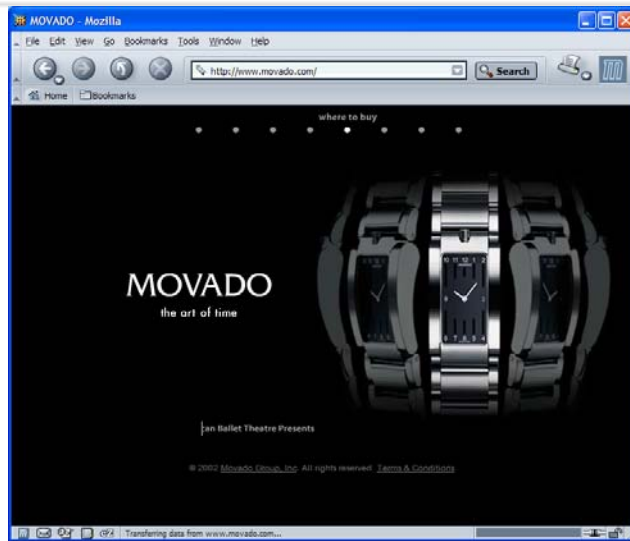 MOVADO - Mozilla
File Edit View Go Bookmarks Tools Window Help
http://www.movado.com/ Search
Home Bookmarks
where to buy
MOVADO
the art of time
can Ballet Theatre Presents
© 2002 Movado Group, Inc. All rights reserved. Terms & Conditions
Transferring data from www.movado.com...